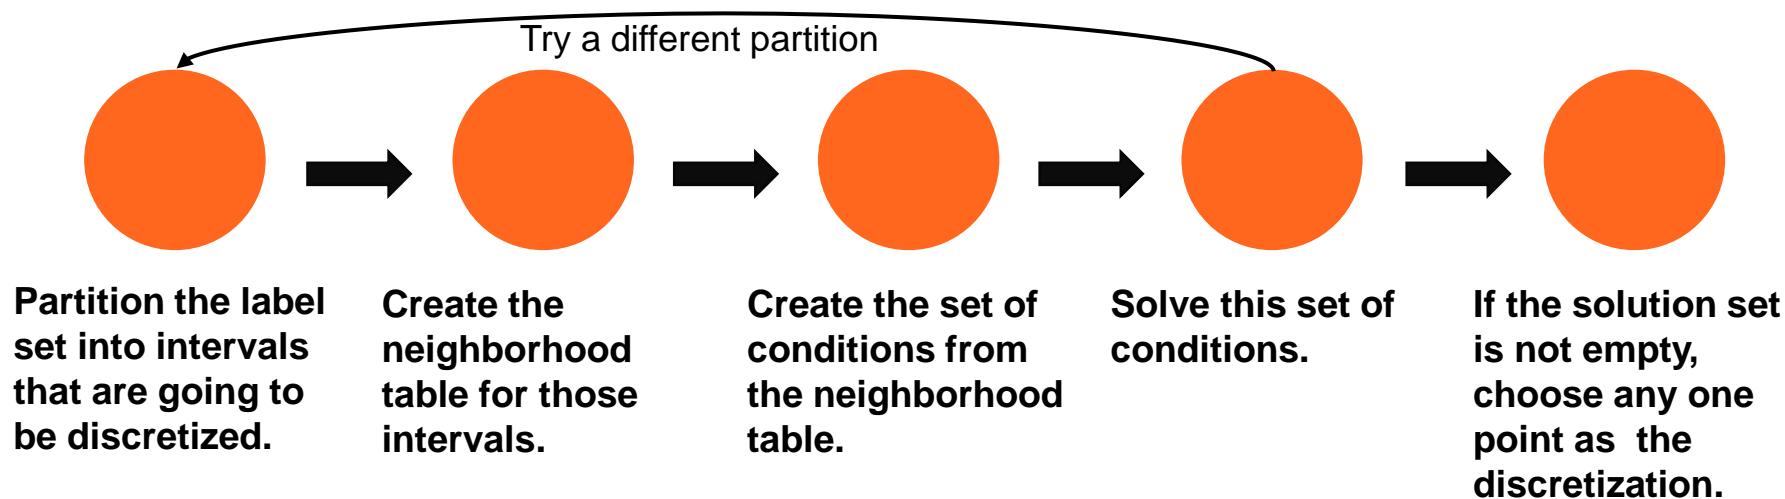 Try a different partition
Partition the label
set into intervals
that are going to
be discretized.
Create the
neighborhood
table for those
intervals.
Create the set of
conditions from
the neighborhood
table.
Solve this set of
conditions.
If the solution set
is not empty,
choose any one
point as  the
discretization.